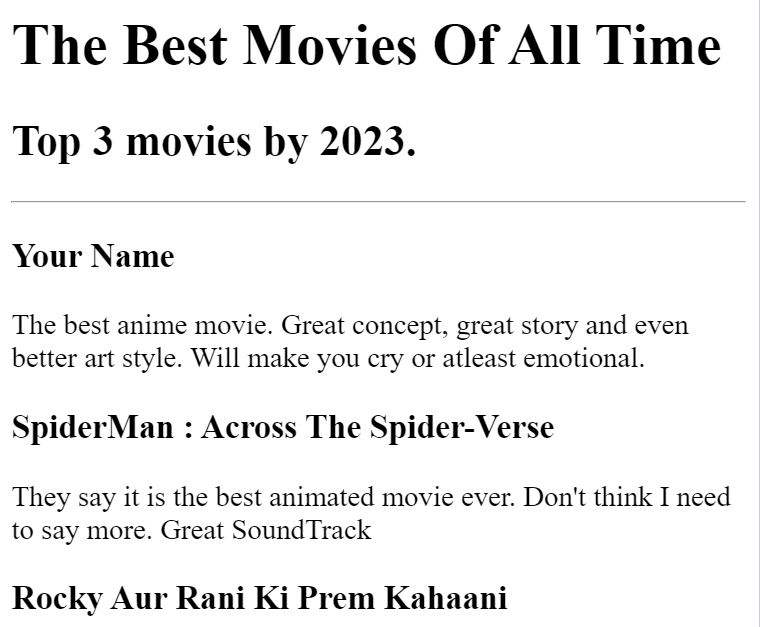 The Best Movies Of All Time
Top 3 movies by 2023.
Your Name
The best anime movie. Great concept, great story and even
better art style. Will make you cry or atleast emotional.
SpiderMan : Across The Spider-Verse
They say it is the best animated movie ever. Don't think I need
to say more. Great SoundTrack
Rocky Aur Rani Ki Prem Kahaani